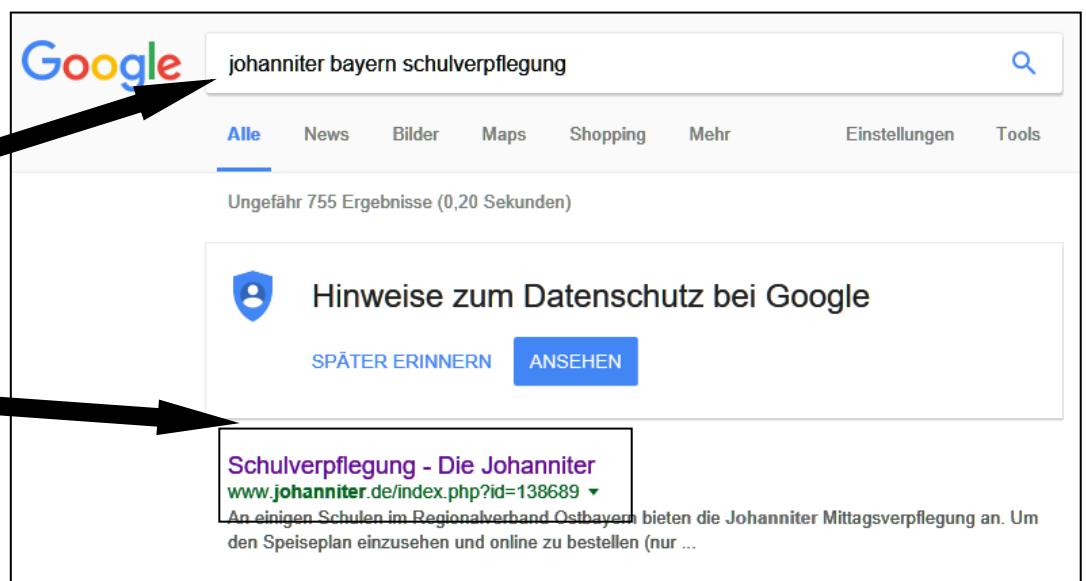 Google
johanniter bayern schulverpflegung
Alle News Bilder Maps Shopping Mehr Einstellungen Tools
Ungefähr 755 Ergebnisse (0,20 Sekunden)
Hinweise zum Datenschutz bei Google
SPÄTER ERINNERN ANSEHEN
Schulverpflegung - Die Johanniter
www.johanniter.de/index.php?id=138689
An einigen Schulen im Regionalverband Ostbayern bieten die Johanniter Mittagsverpflegung an. Um
den Speiseplan einzusehen und online zu bestellen (nur ...